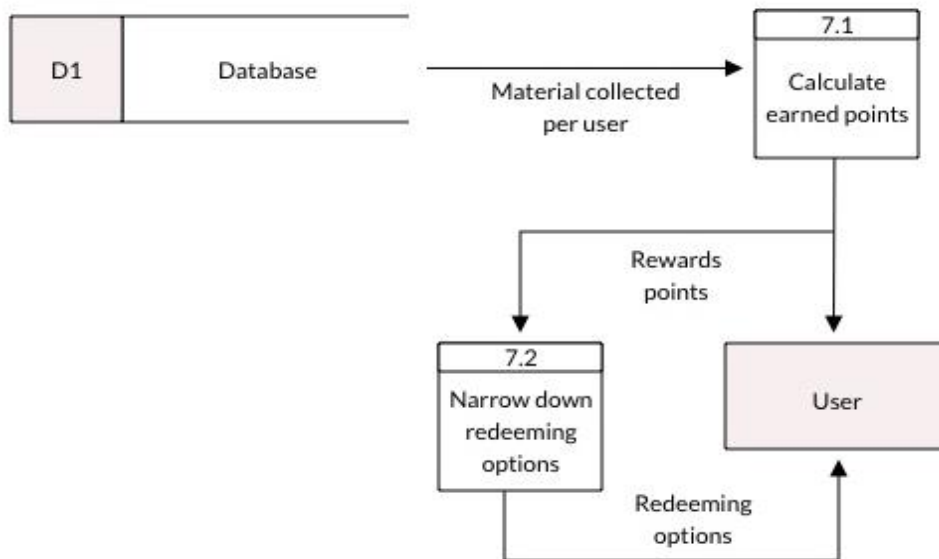 D1
Database
Material collected
per user
7.1
Calculate
earned points
Rewards
points
7.2
Narrow down
redeeming
options
User
Redeeming
options